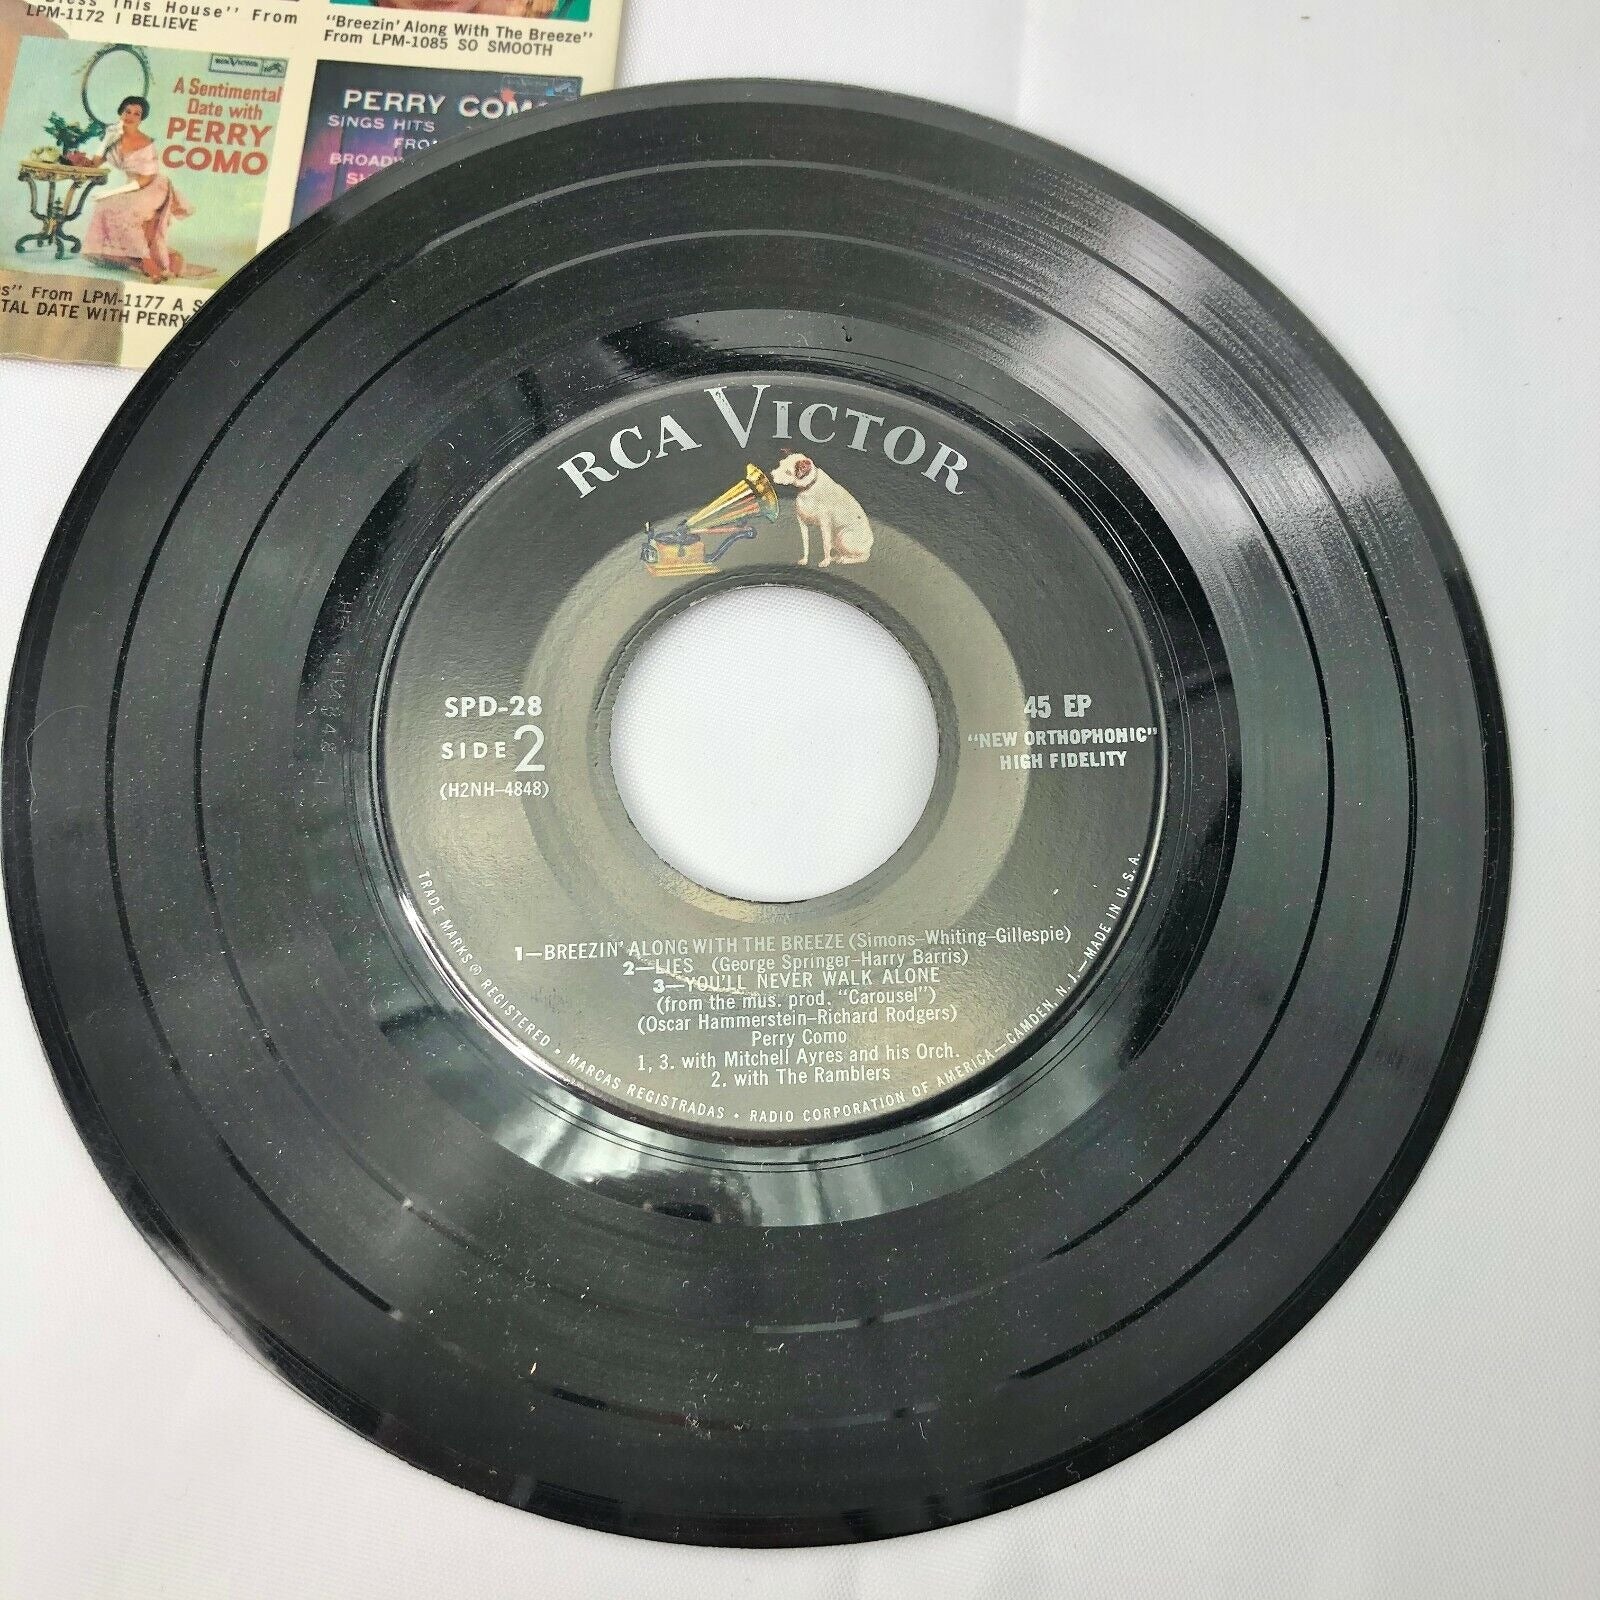 This House" From
LPM-1172 I BELIEVE
"Breezin' Along With The Breeze"
From LPM-1085 SO SMOOTH
RCA VICTOR
A Sentimental
Date with
PERRY
COMO
PERRY COMO
SINGS HITS
FROM
From LPM-1177 A
TAL DATE WITH PERRY
RCA VICTOR
SPD-28
SIDE 2
(H2NH-4848)
45 EP
"NEW ORTHOPHONIC"
HIGH FIDELITY
1—BREEZIN' ALONG WITH THE BREEZE (Simons-Whiting-Gillespie)
2—LIES (George Springer-Harry Barris)
3—YOU'LL NEVER WALK ALONE
(from the mus. prod. "Carousel")
(Oscar Hammerstein-Richard Rodgers)
Perry Como
1, 3. with Mitchell Ayres and his Orch.
2. with The Ramblers
TRADE MARKS ® REGISTERED • MARCAS REGISTRADAS • RADIO CORPORATION OF AMERICA—CAMDEN, N. J.—MADE IN U. S. A.